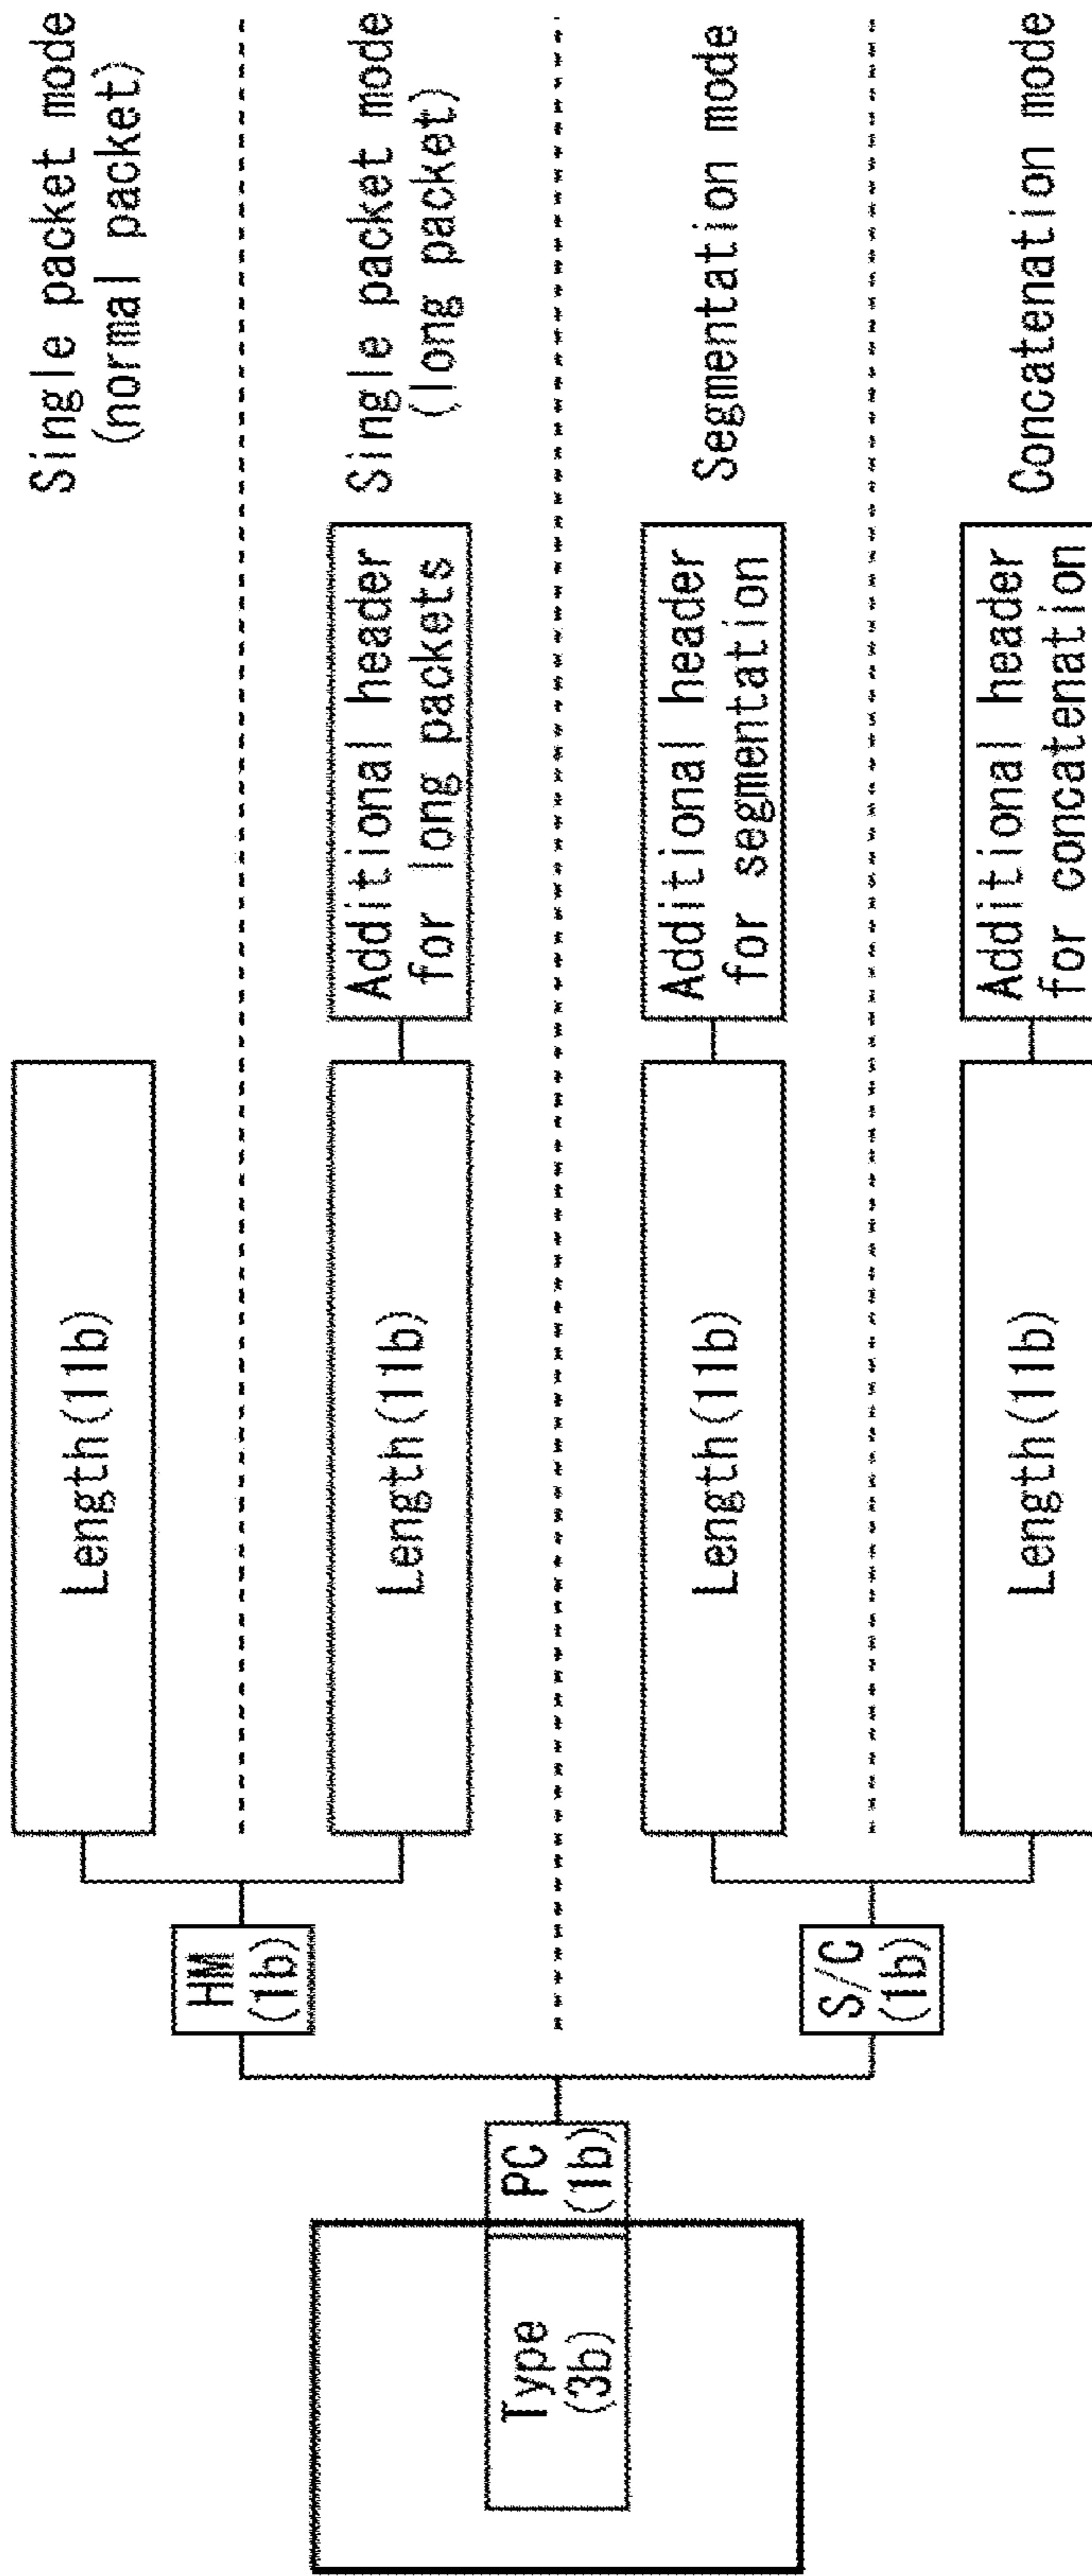 Type
(3b)
PC
(1b)
HM
(1b)
S/C
(1b)
Length(11b)
Single packet mode
(normal packet)
Length(11b)
Additional header
for long packets
Single packet mode
(long packet)
Length(11b)
Additional header
for segmentation
Segmentation mode
Length(11b)
Additional header
for concatenation
Concatenation mode